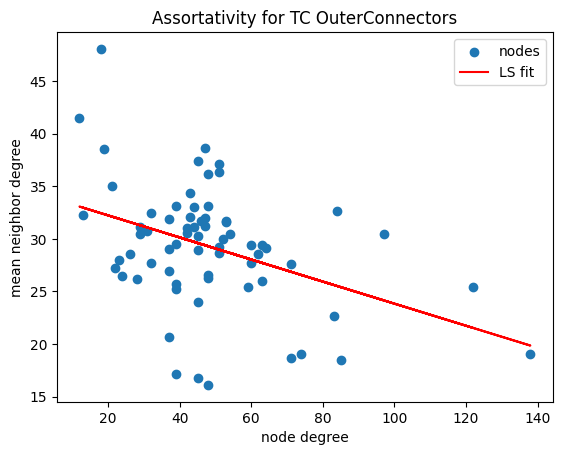 Assortativity for TC OuterConnectors
nodes
LS fit
mean neighbor degree
45
40
35
30
25
20
15
20
40
60
80
100
120
140
node degree